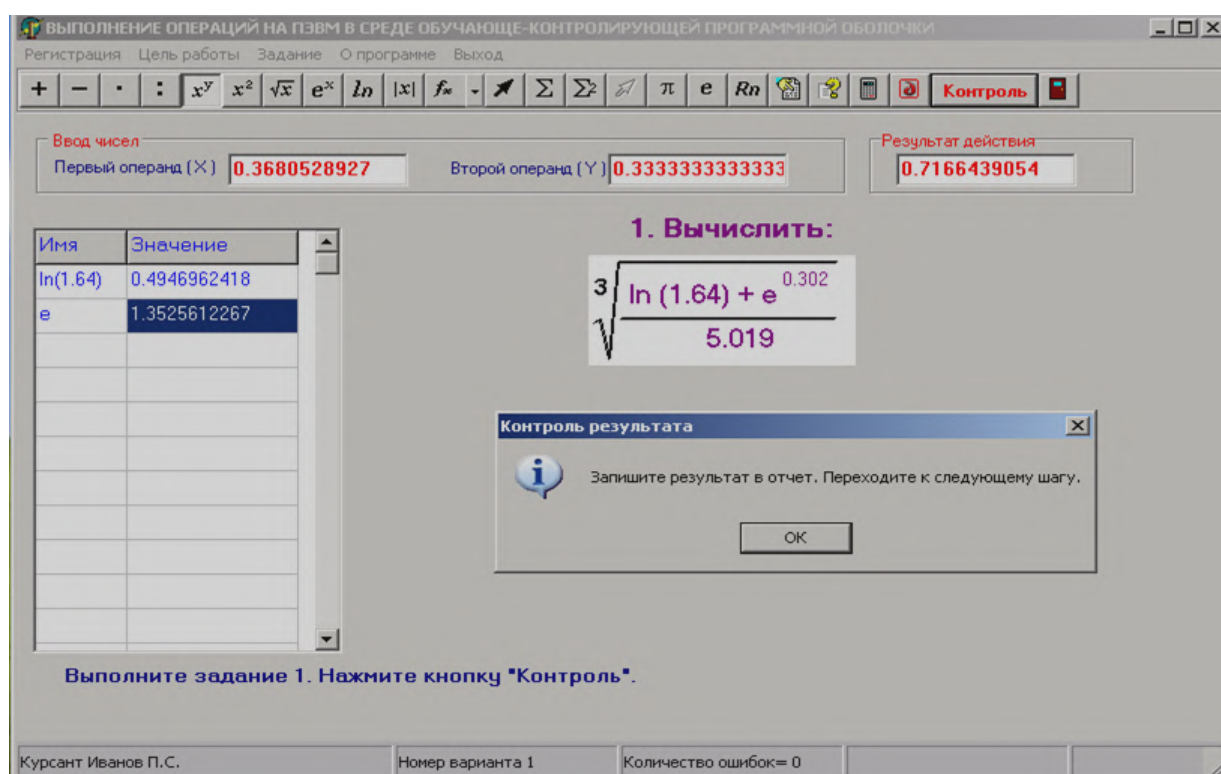 ВЫПОЛНЕНИЕ ОПЕРАЦИЙ НА ПЭВМ В СРЕДЕ ОБУЧАЮЩЕ-КОНТРОЛИРУЮЩЕЙ ПРОГРАММНОЙ ОБОЛОЧКИ
Регистрация Цель работы Задание О программе Выход
+ − · : xʸ x² √x eˣ ln |x| f∞ Σ Σ² π e Rn Контроль
Ввод чисел
Результат действия
Первый операнд (X) 0.3680528927 Второй операнд (Y) 0.3333333333333 0.7166439054
1. Вычислить:
Имя Значение
ln(1.64) 0.4946962418
e 1.3525612267
3
ln (1.64) + e 0.302
5.019
Контроль результата
Запишите результат в отчет. Переходите к следующему шагу.
OK
Выполните задание 1. Нажмите кнопку "Контроль".
Курсант Иванов П.С. Номер варианта 1 Количество ошибок= 0